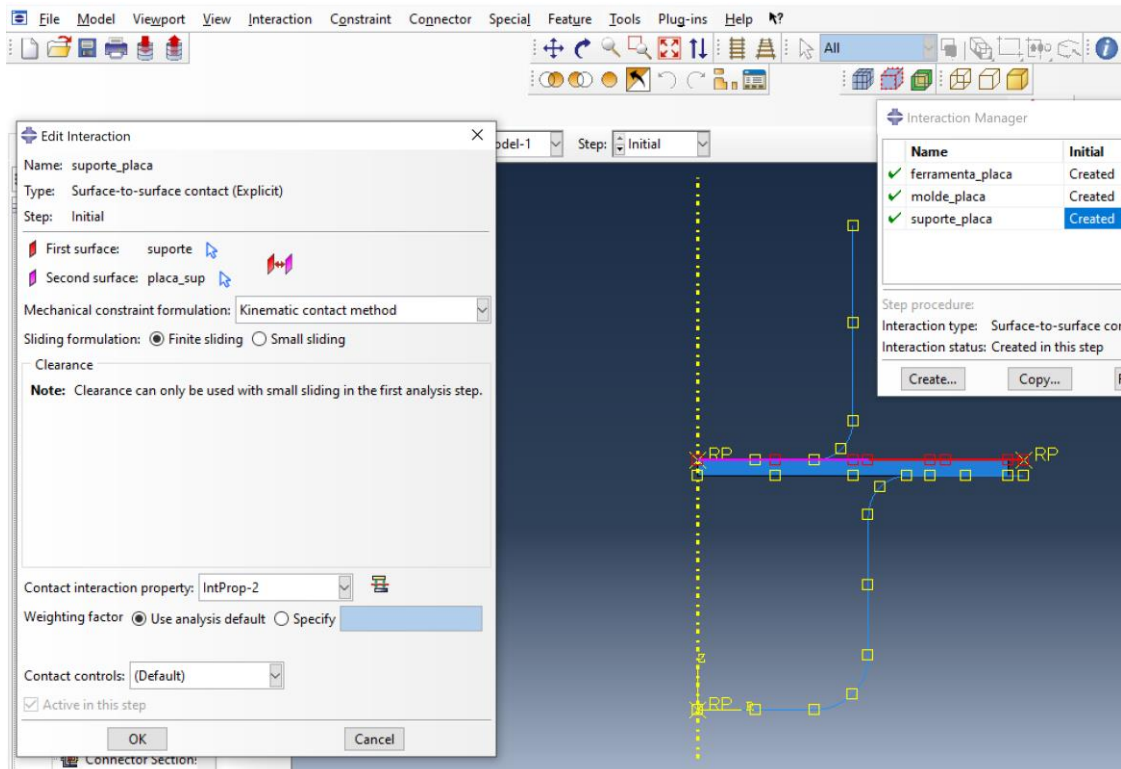 File Model Viewport View Interaction Constraint Connector Special Feature Tools Plug-ins Help
All
Edit Interaction
Name: suporte_placa
Type: Surface-to-surface contact (Explicit)
Step: Initial
First surface: suporte
Second surface: placa_sup
Mechanical constraint formulation: Kinematic contact method
Sliding formulation: Finite sliding Small sliding
Clearance
Note: Clearance can only be used with small sliding in the first analysis step.
Contact interaction property: IntProp-2
Weighting factor Use analysis default Specify
Contact controls: (Default)
Active in this step
OK Cancel
Connector Section:
odel-1 Step: Initial
RP RP
Z
RP R
Interaction Manager
Name Initial
ferramenta_placa Created
molde_placa Created
suporte_placa Created
Step procedure:
Interaction type: Surface-to-surface cor
Interaction status: Created in this step
Create... Copy...